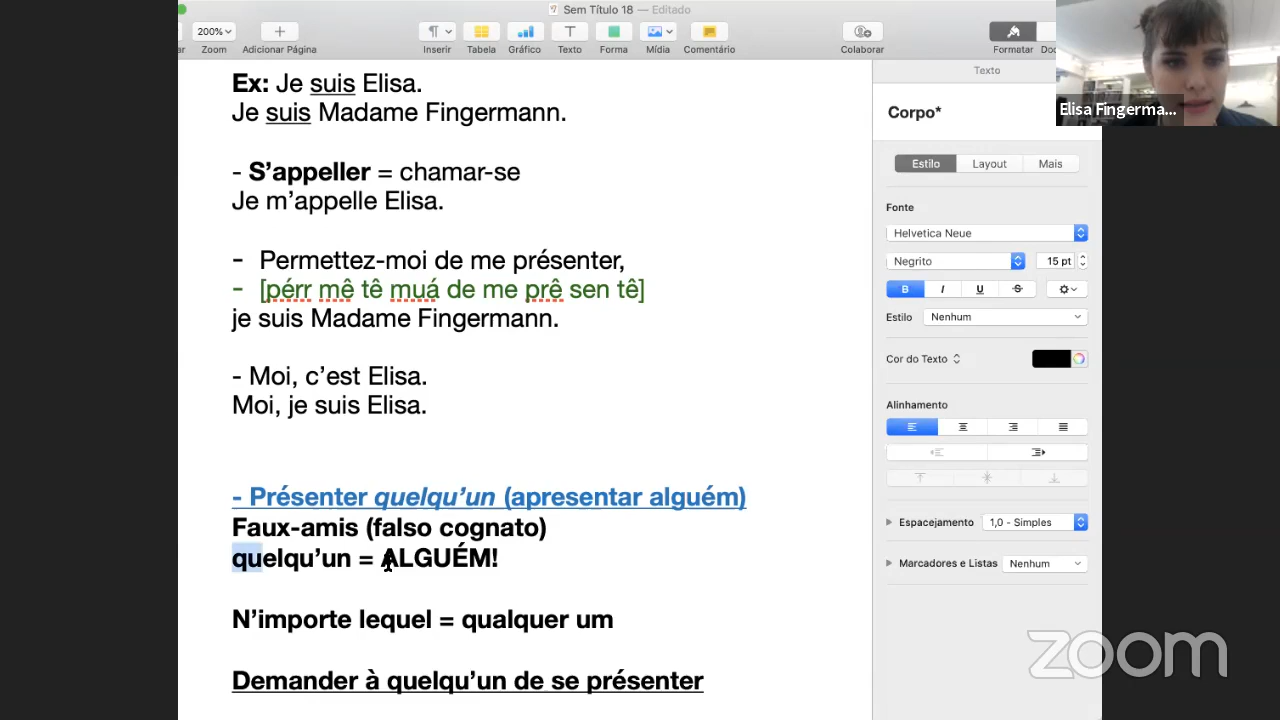 Sem Título 18 — Editado
200%
Zoom
Adicionar Página
Inserir
Tabela
Gráfico
Texto
Forma
Mídia
Comentário
Colaborar
Formatar
Texto
Elisa Fingerma...
Ex: Je suis Elisa.
Je suis Madame Fingermann.
- S’appeller = chamar-se
Je m’appelle Elisa.
- Permettez-moi de me présenter,
- [pérr mê tê muá de me prê sen tê]
je suis Madame Fingermann.
- Moi, c’est Elisa.
Moi, je suis Elisa.
- Présenter quelqu’un (apresentar alguém)
Faux-amis (falso cognato)
quelqu’un = ALGUÉM!
N’importe lequel = qualquer um
Demander à quelqu’un de se présenter
Corpo*
Estilo Layout Mais
Fonte
Helvetica Neue
Negrito 15 pt
B I U S
Estilo Nenhum
Cor do Texto
Alinhamento
Espacejamento 1,0 - Simples
Marcadores e Listas Nenhum
zoom